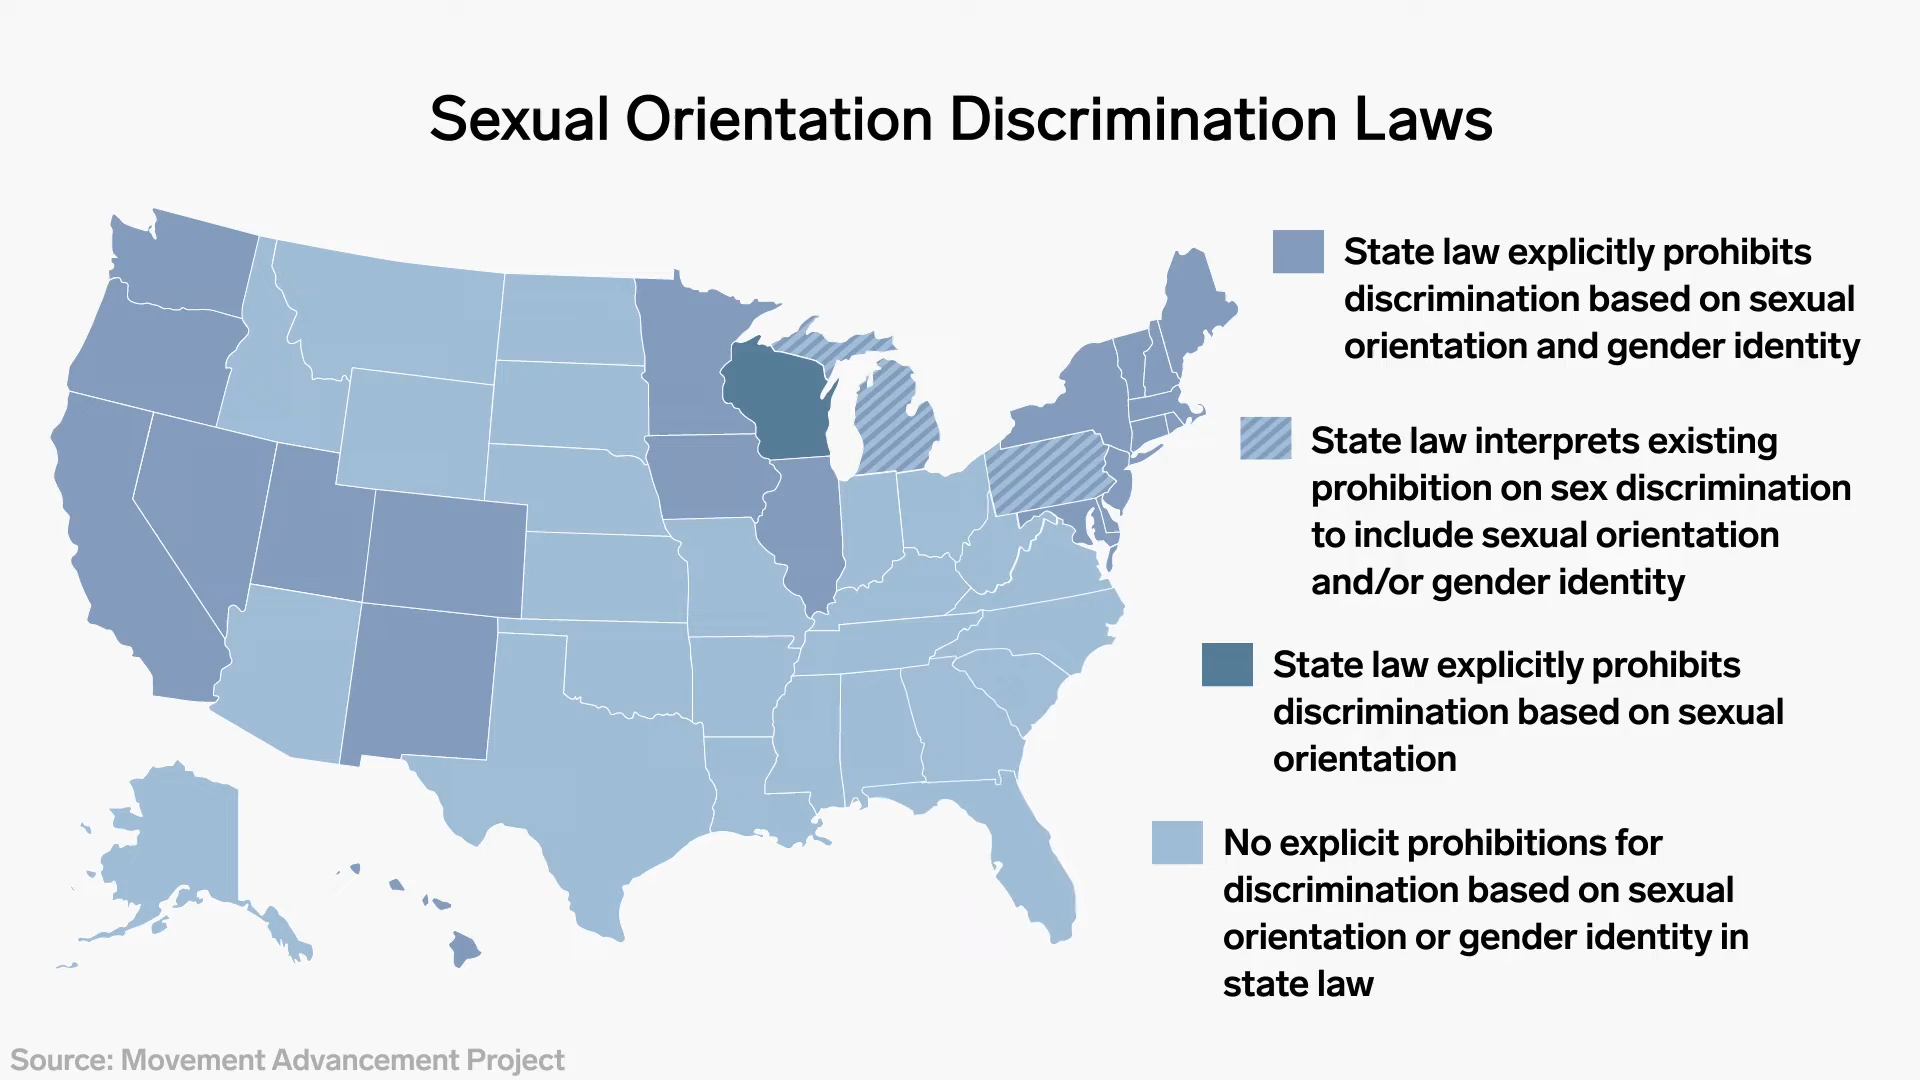 Sexual Orientation Discrimination Laws
State law explicitly prohibits
discrimination based on sexual
orientation and gender identity
State law interprets existing
prohibition on sex discrimination
to include sexual orientation
and/or gender identity
State law explicitly prohibits
discrimination based on sexual
orientation
No explicit prohibitions for
discrimination based on sexual
orientation or gender identity in
state law
Source: Movement Advancement Project